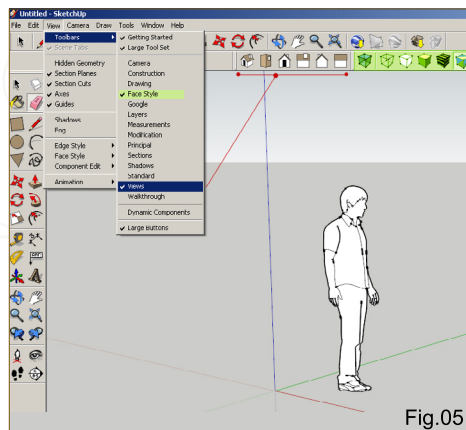 Untitled - SketchUp
File Edit View Camera Draw Tools Window Help
Toolbars
Scene Tabs
Hidden Geometry
Section Planes
Section Cuts
Axes
Guides
Shadows
Fog
Edge Style
Face Style
Component Edit
Animation
Getting Started
Large Tool Set
Camera
Construction
Drawing
Face Style
Google
Layers
Measurements
Modification
Principal
Sections
Shadows
Standard
Views
Walkthrough
Dynamic Components
Large Buttons
Fig.05